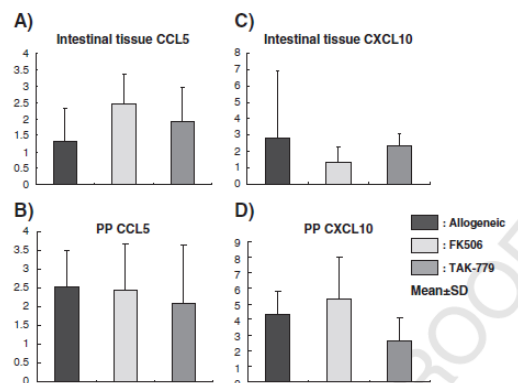 A)
Intestinal tissue CCL5
4
3.5
3
2.5
2
1.5
1
0.5
0
C)
Intestinal tissue CXCL10
8
7
6
5
4
3
2
1
0
B)
PP CCL5
4
3.5
3
2.5
2
1.5
1
0.5
0
D)
PP CXCL10
9
8
7
6
5
4
3
2
1
0
: Allogeneic
: FK506
: TAK-779
Mean±SD
ROOF